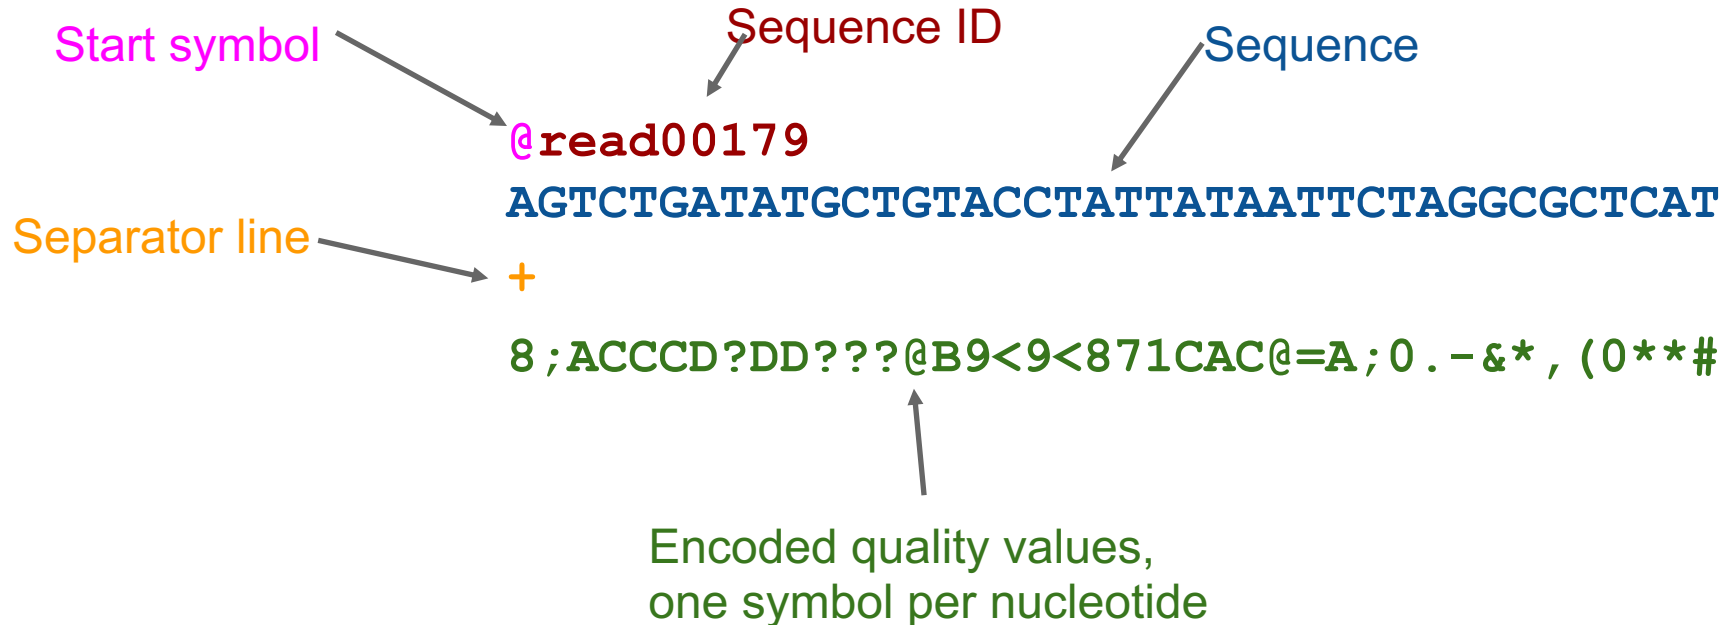 Start symbol
Sequence ID
Sequence
@read00179
AGTCTGATATGCTGTACCTATTATAATTCTAGGCGCTCAT
Separator line
+
8;ACCCD?DD???@B9<9<871CAC@=A;0.-&*,(0**#
Encoded quality values,
one symbol per nucleotide